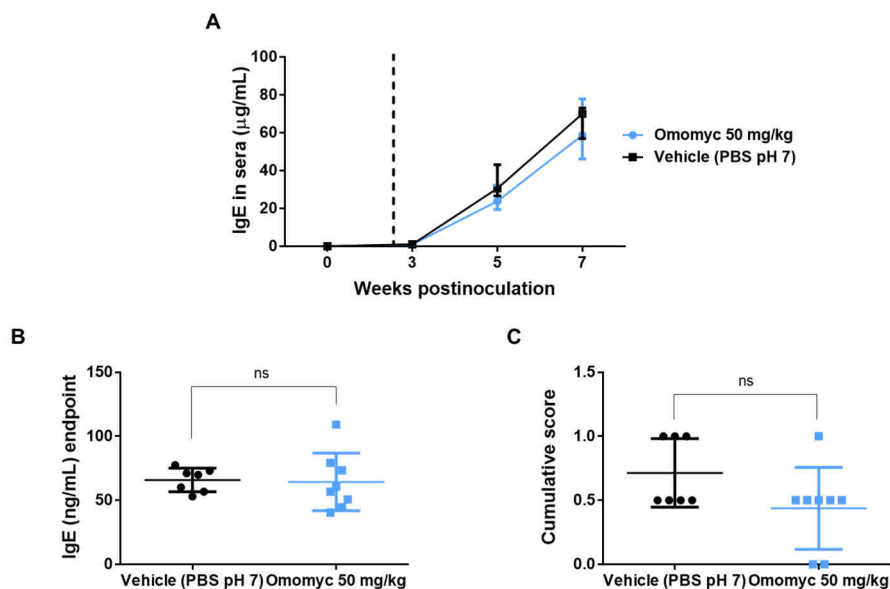 A
IgE in sera (μg/mL)
100
80
60
40
20
0
0 3 5 7
Weeks postinoculation
Omomyc 50 mg/kg
Vehicle (PBS pH 7)
B
IgE (ng/mL) endpoint
150
100
50
0
ns
Vehicle (PBS pH 7) Omomyc 50 mg/kg
C
Cumulative score
1.5
1.0
0.5
0.0
ns
Vehicle (PBS pH 7) Omomyc 50 mg/kg